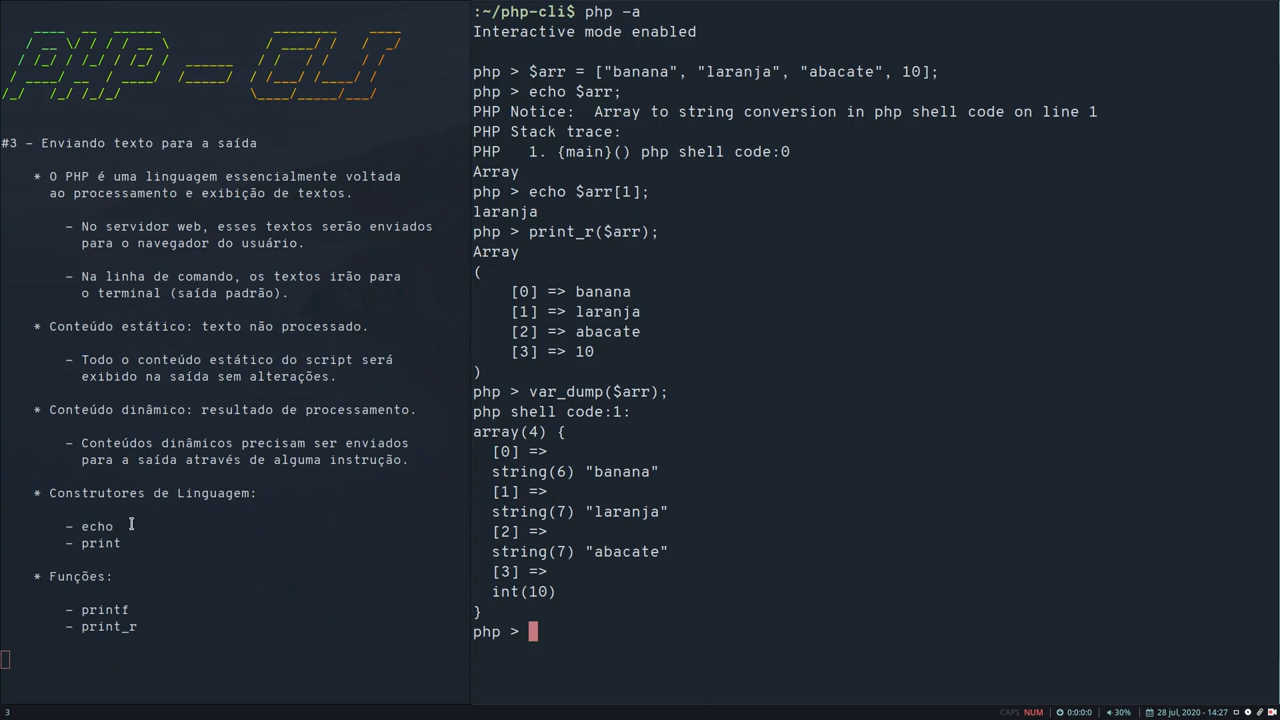 PHP - CLI
#3 - Enviando texto para a saída
* O PHP é uma linguagem essencialmente voltada
ao processamento e exibição de textos.
- No servidor web, esses textos serão enviados
para o navegador do usuário.
- Na linha de comando, os textos irão para
o terminal (saída padrão).
* Conteúdo estático: texto não processado.
- Todo o conteúdo estático do script será
exibido na saída sem alterações.
* Conteúdo dinâmico: resultado de processamento.
- Conteúdos dinâmicos precisam ser enviados
para a saída através de alguma instrução.
* Construtores de Linguagem:
- echo
- print
* Funções:
- printf
- print_r
:~/php-cli$ php -a
Interactive mode enabled
php > $arr = ["banana", "laranja", "abacate", 10];
php > echo $arr;
PHP Notice:  Array to string conversion in php shell code on line 1
PHP Stack trace:
PHP   1. {main}() php shell code:0
Array
php > echo $arr[1];
laranja
php > print_r($arr);
Array
(
[0] => banana
[1] => laranja
[2] => abacate
[3] => 10
)
php > var_dump($arr);
php shell code:1:
array(4) {
[0] =>
string(6) "banana"
[1] =>
string(7) "laranja"
[2] =>
string(7) "abacate"
[3] =>
int(10)
}
php >
3
CAPS NUM 0:0:0:0 30% 28 jul, 2020 - 14:27